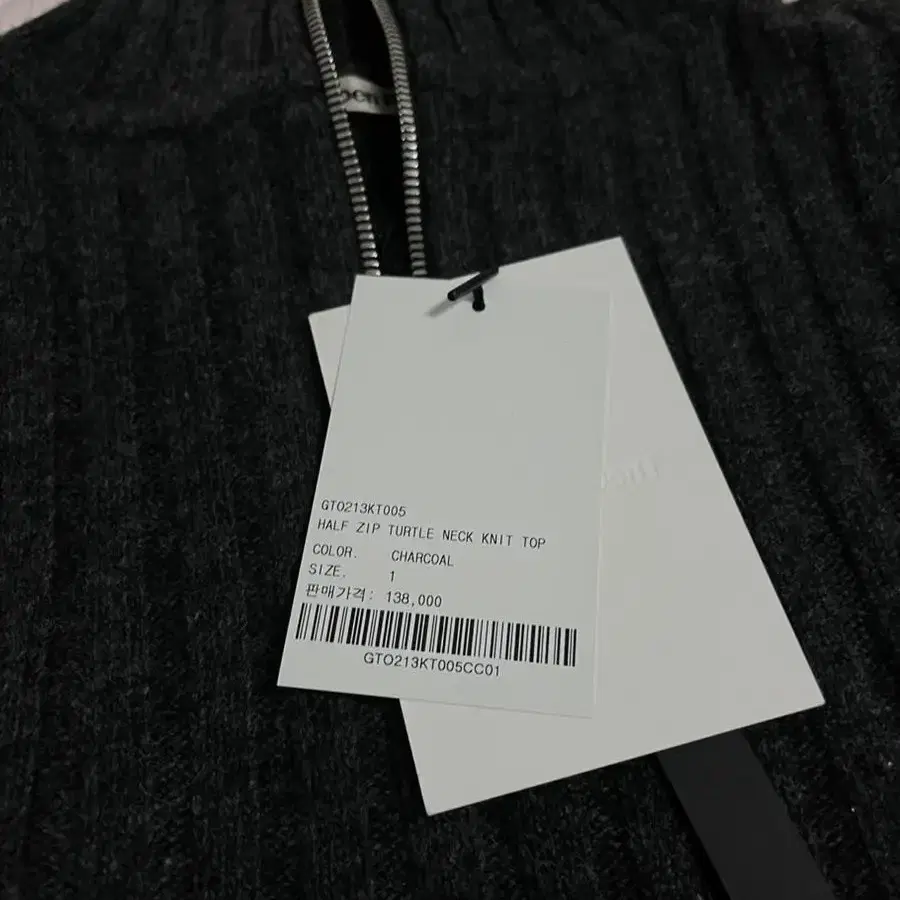 GTO213KT005
HALF ZIP TURTLE NECK KNIT TOP
COLOR. CHARCOAL
SIZE. 1
판매가격: 138,000
GTO213KT005CC01